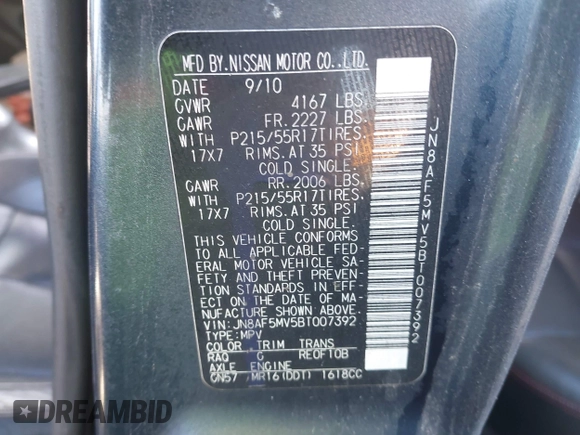 MFD BY.NISSAN MOTOR CO.,LTD.
DATE 9/10
GVWR 4167 LBS.
GAWR FR.2227 LBS.
WITH P215/55R17TIRES.
17X7 RIMS.AT 35 PSI
COLD SINGLE.
GAWR RR.2006 LBS.
WITH P215/55R17TIRES.
17X7 RIMS.AT 35 PSI
COLD SINGLE.
THIS VEHICLE CONFORMS
TO ALL APPLICABLE FED-
ERAL MOTOR VEHICLE SA-
FETY AND THEFT PREVEN-
TION STANDARDS IN EFF-
ECT ON THE DATE OF MA-
NUFACTURE SHOWN ABOVE.
VIN:JN8AF5MV5BT007392
TYPE:MPV
COLOR TRIM TRANS
RAQ G RE0F10B
AXLE ENGINE
GN57 MR16(DDT) 1618CC
JN8AF5MV5BT007392
DREAMBID